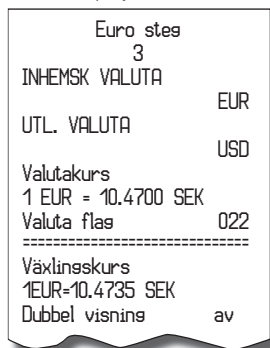 Euro steg
3
INHEMSK VALUTA
EUR
UTL. VALUTA
USD
Valutakurs
1 EUR = 10.4700 SEK
Valuta flag 022
=============================
Växlingskurs
1EUR=10.4735 SEK
Dubbel visning av